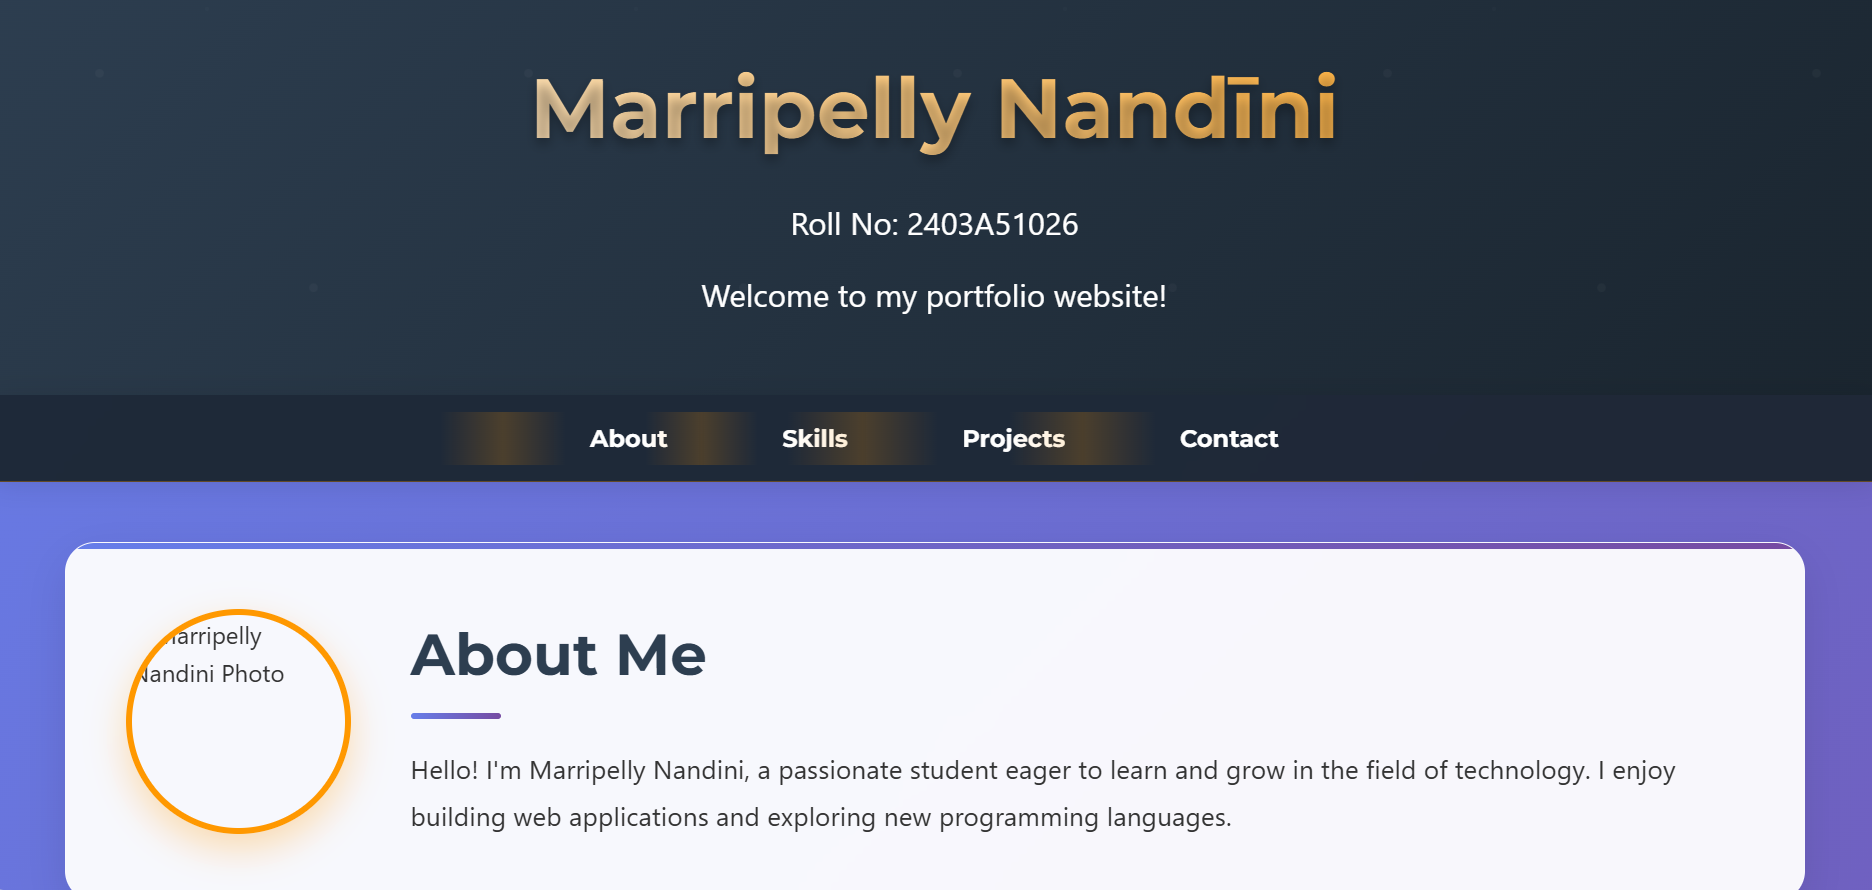 Marripelly Nandīni
Roll No: 2403A51026
Welcome to my portfolio website!
About Skills Projects Contact
Marripelly
Nandini Photo
About Me
Hello! I'm Marripelly Nandini, a passionate student eager to learn and grow in the field of technology. I enjoy
building web applications and exploring new programming languages.